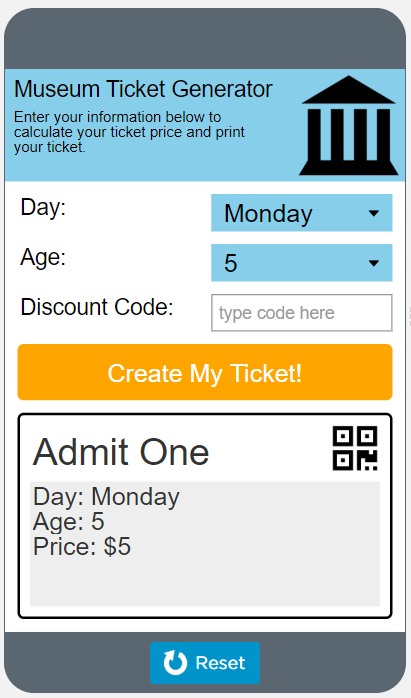 Museum Ticket Generator
Enter your information below to
calculate your ticket price and print
your ticket.
Day:
Monday
Age:
5
Discount Code:
type code here
Create My Ticket!
Admit One
Day: Monday
Age: 5
Price: $5
Reset